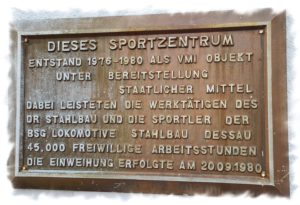 DIESES SPORTZENTRUM
ENTSTAND 1976-1980 ALS VMI OBJEKT
UNTER BEREITSTELLUNG
STAATLICHER MITTEL
DABEI LEISTETEN DIE WERKTÄTIGEN DES
DR STAHLBAU UND DIE SPORTLER DER
BSG LOKOMOTIVE STAHLBAU DESSAU
45,000 FREIWILLIGE ARBEITSSTUNDEN
DIE EINWEIHUNG ERFOLGTE AM 20.09.1980